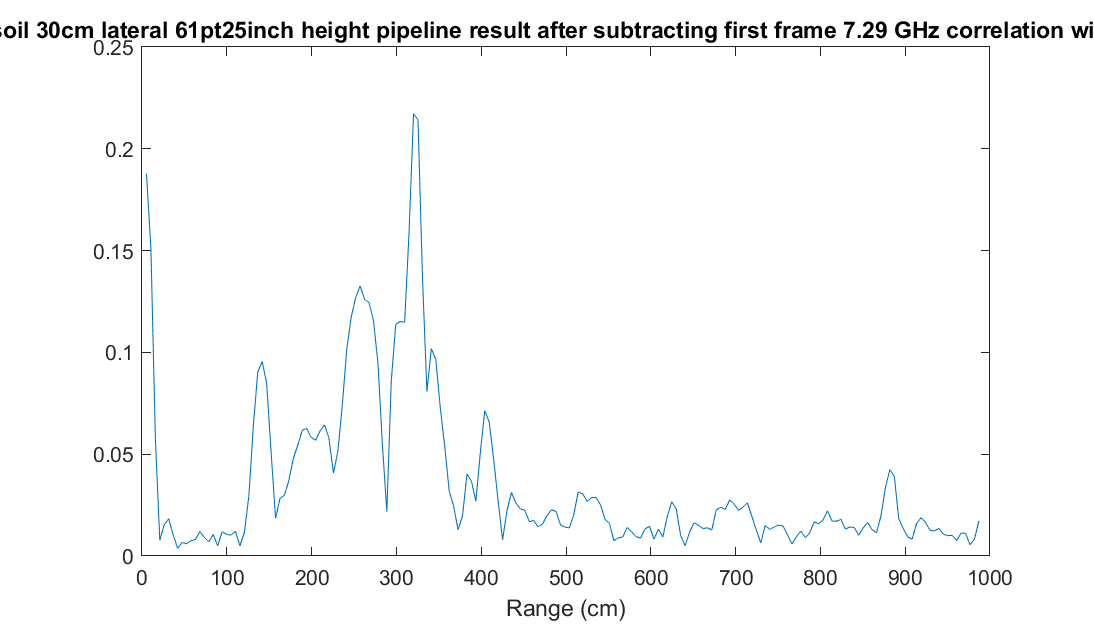 soil 30cm lateral 61pt25inch height pipeline result after subtracting first frame 7.29 GHz correlation wi
0.25
0.2
0.15
0.1
0.05
0
0 100 200 300 400 500 600 700 800 900 1000
Range (cm)